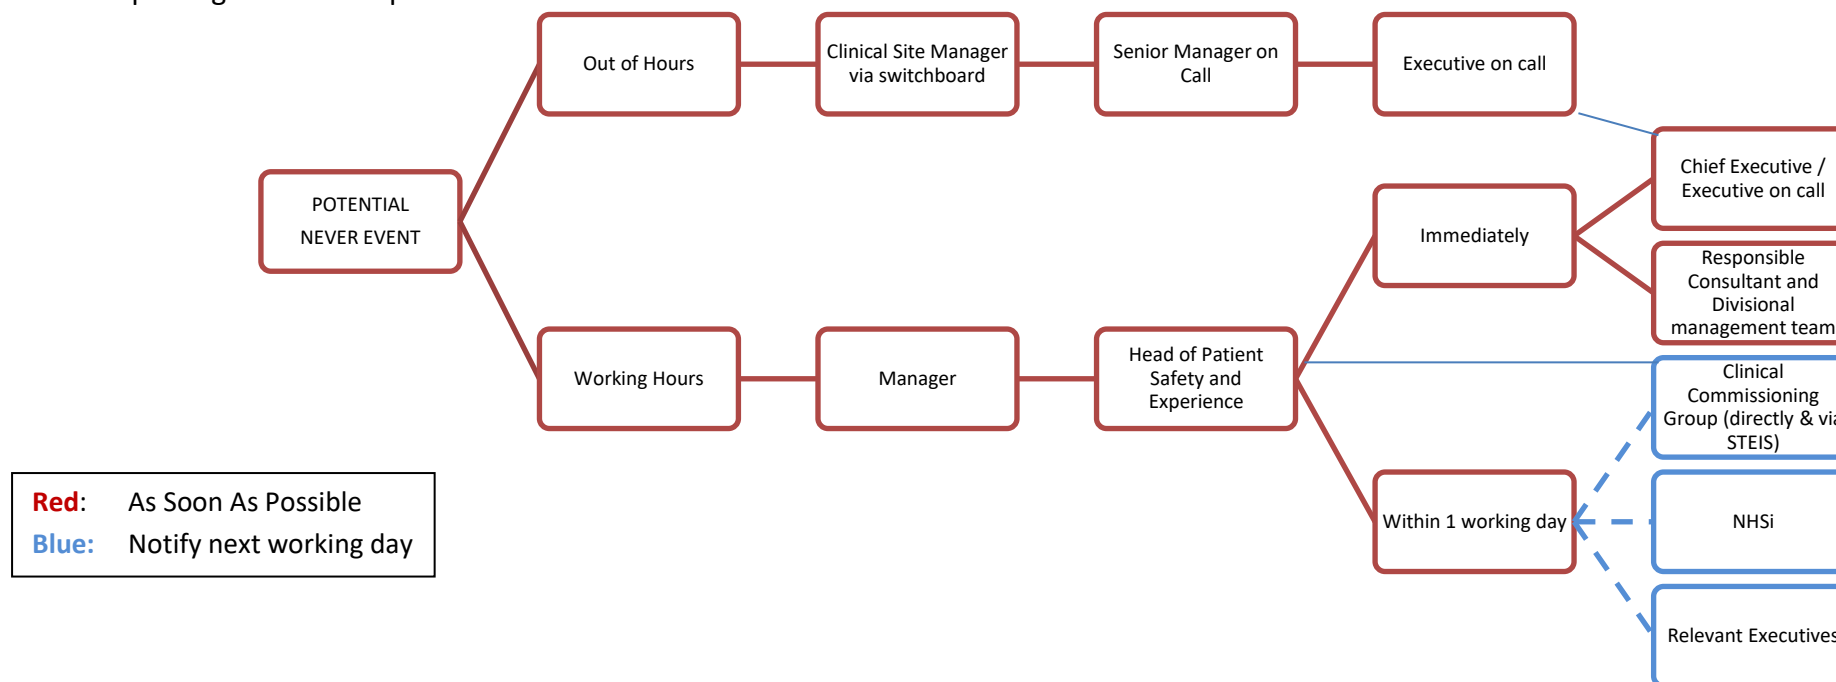 Out of Hours
Clinical Site Manager
via switchboard
Senior Manager on
Call
Executive on call
Chief Executive /
Executive on call
POTENTIAL
NEVER EVENT
Immediately
Responsible
Consultant and
Divisional
management team
Working Hours
Manager
Head of Patient
Safety and
Experience
Clinical
Commissioning
Group (directly & via
STEIS)
Within 1 working day
NHSi
Relevant Executives
Red: As Soon As Possible
Blue: Notify next working day